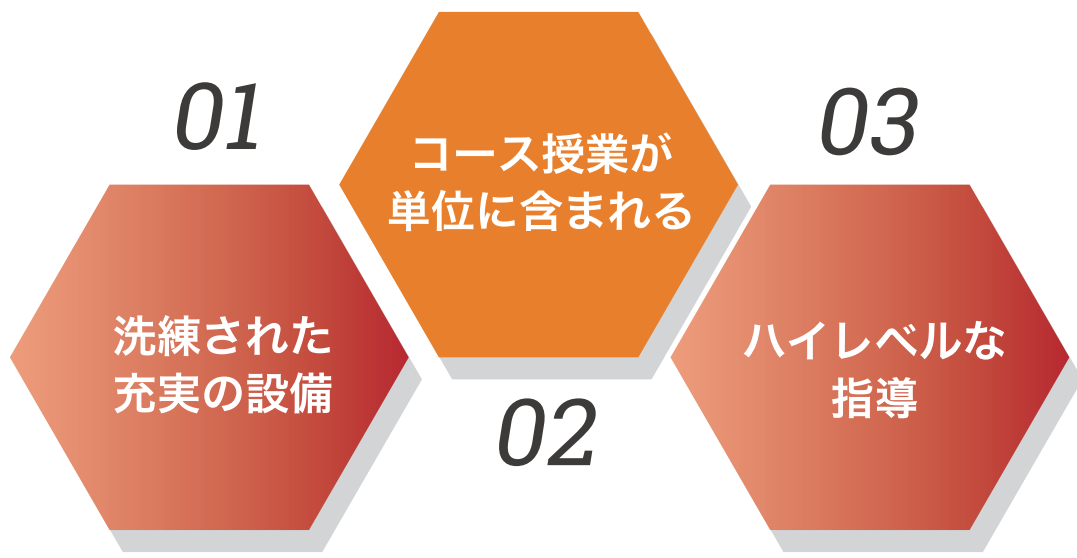 01
洗練された
充実の設備
コース授業が
単位に含まれる
02
03
ハイレベルな
指導